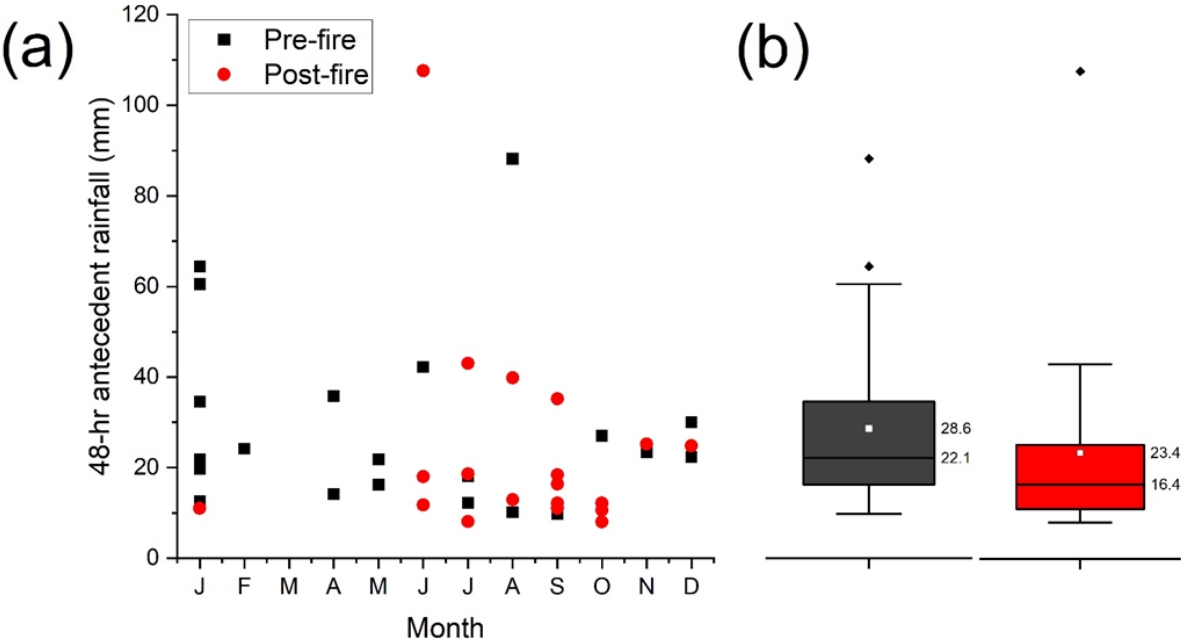 (a)
Pre-fire
Post-fire
48-hr antecedent rainfall (mm)
120
100
80
60
40
20
0
J F M A M J J A S O N D
Month
(b)
28.6
22.1
23.4
16.4